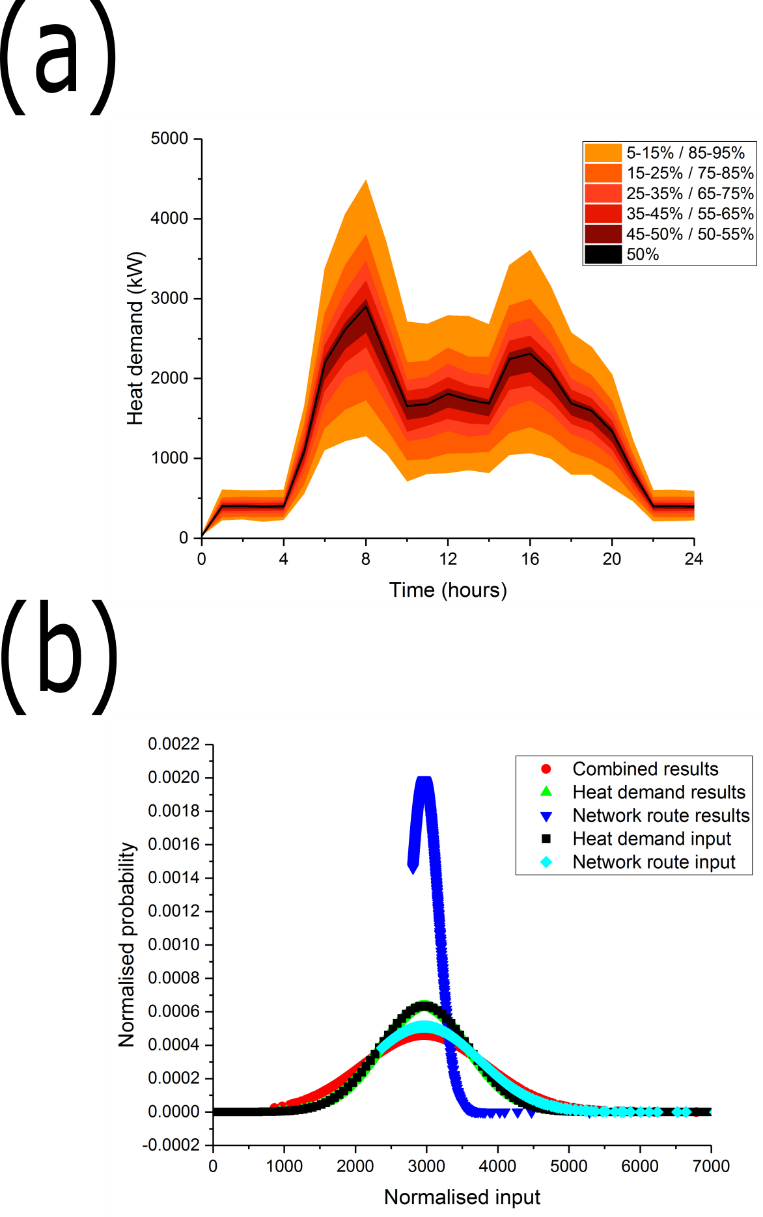 (a)
5000
4000
3000
2000
1000
0
Heat demand (kW)
5-15% / 85-95%
15-25% / 75-85%
25-35% / 65-75%
35-45% / 55-65%
45-50% / 50-55%
50%
0 4 8 12 16 20 24
Time (hours)
(b)
0.0022
0.0020
0.0018
0.0016
0.0014
0.0012
0.0010
0.0008
0.0006
0.0004
0.0002
0.0000
-0.0002
Normalised probability
Combined results
Heat demand results
Network route results
Heat demand input
Network route input
0 1000 2000 3000 4000 5000 6000 7000
Normalised input